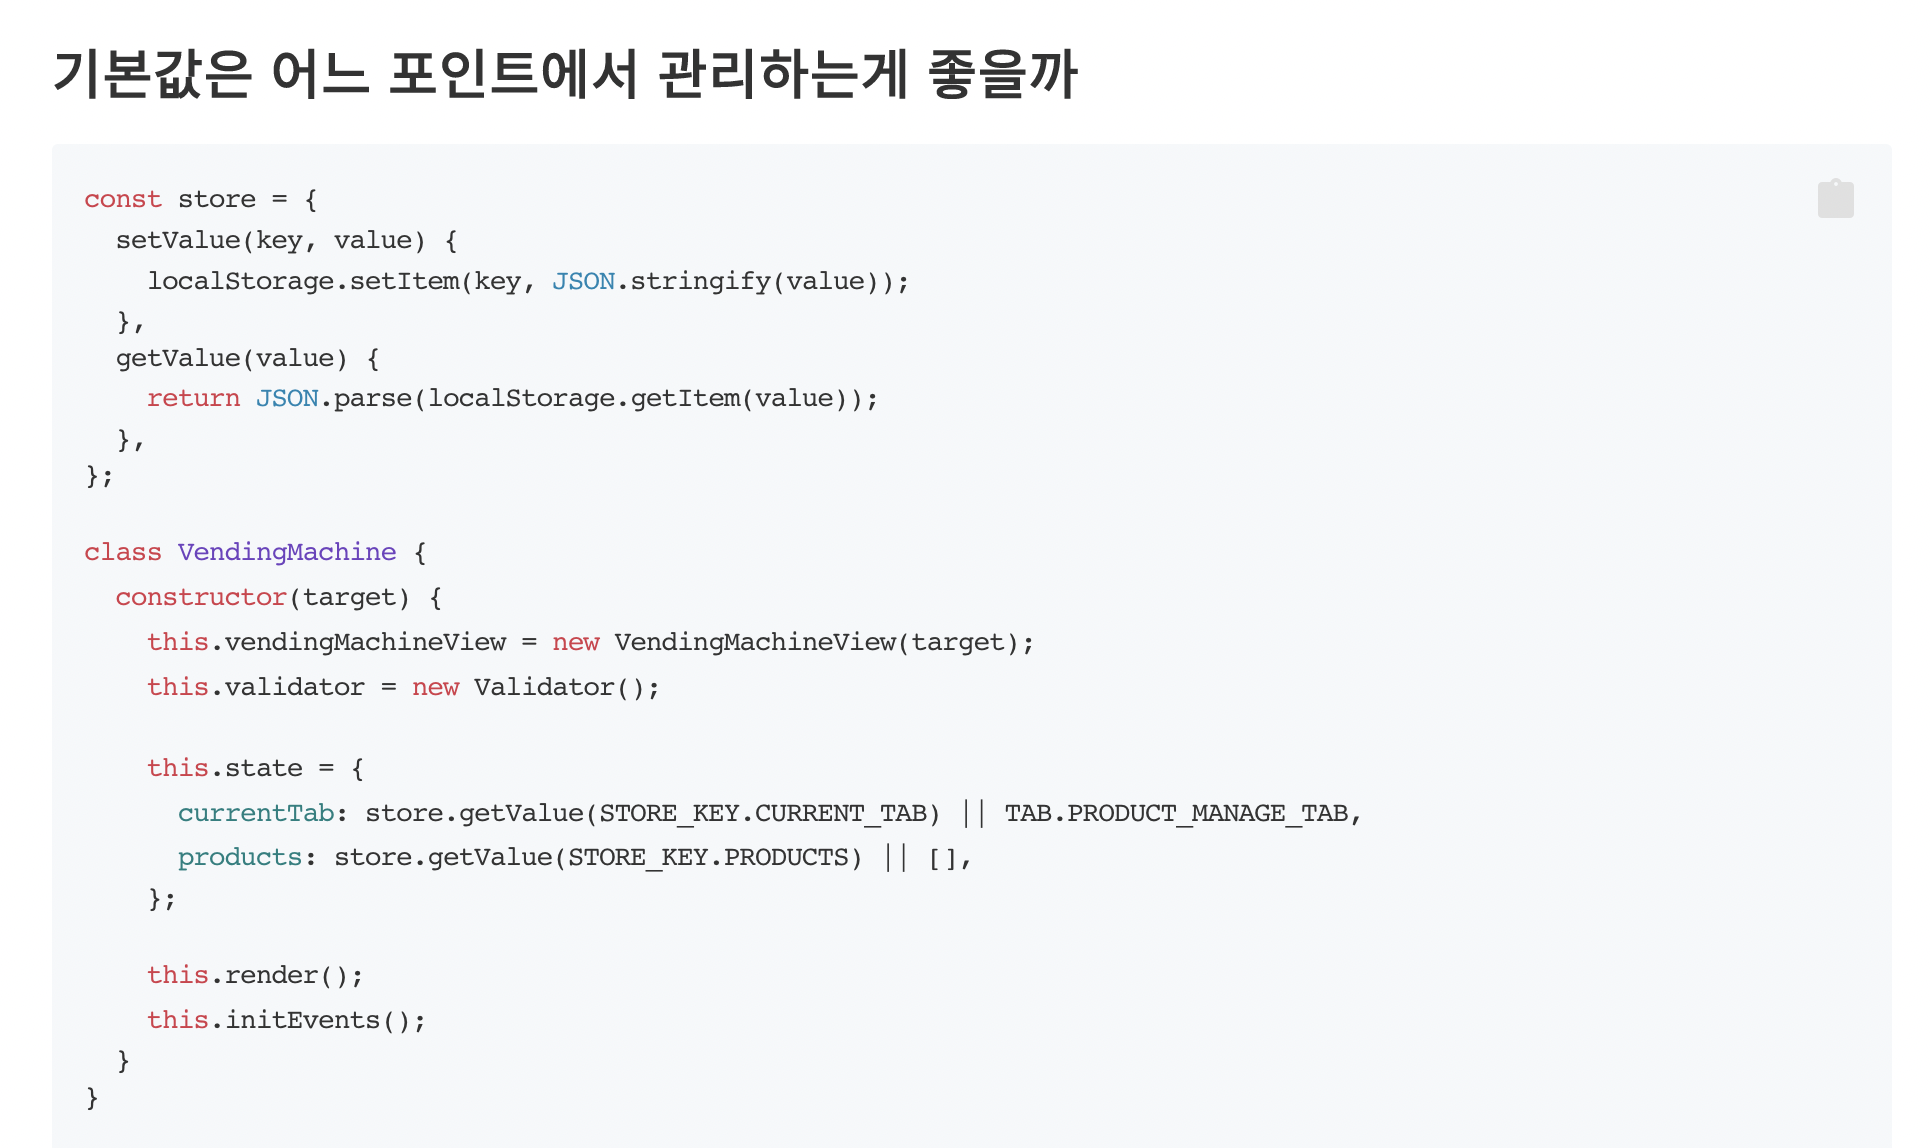 기본값은 어느 포인트에서 관리하는게 좋을까
const store = {
  setValue(key, value) {
    localStorage.setItem(key, JSON.stringify(value));
  },
  getValue(value) {
    return JSON.parse(localStorage.getItem(value));
  },
};

class VendingMachine {
  constructor(target) {
    this.vendingMachineView = new VendingMachineView(target);
    this.validator = new Validator();

    this.state = {
      currentTab: store.getValue(STORE_KEY.CURRENT_TAB) || TAB.PRODUCT_MANAGE_TAB,
      products: store.getValue(STORE_KEY.PRODUCTS) || [],
    };

    this.render();
    this.initEvents();
  }
}